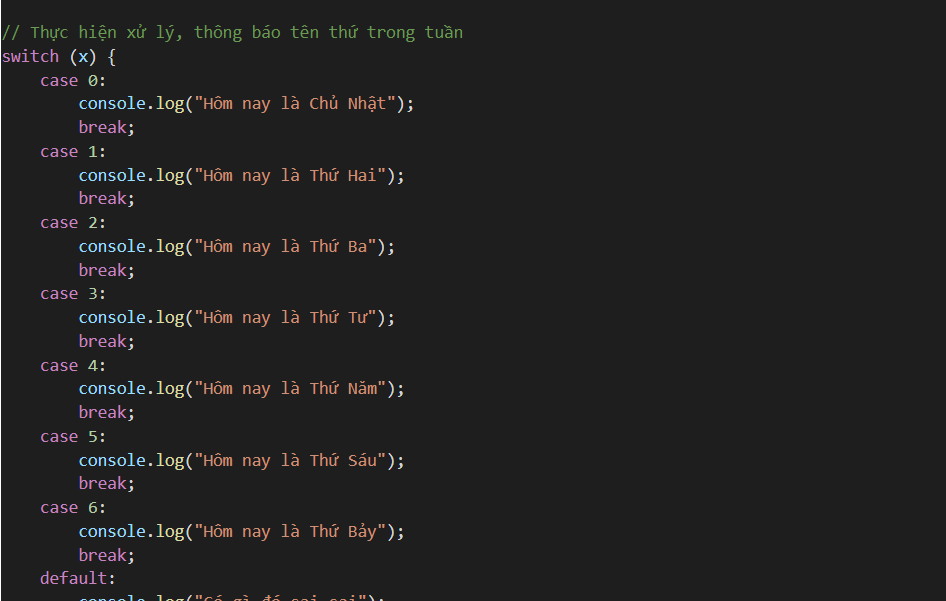 // Thực hiện xử lý, thông báo tên thứ trong tuần
switch (x) {
    case 0:
        console.log("Hôm nay là Chủ Nhật");
        break;
    case 1:
        console.log("Hôm nay là Thứ Hai");
        break;
    case 2:
        console.log("Hôm nay là Thứ Ba");
        break;
    case 3:
        console.log("Hôm nay là Thứ Tư");
        break;
    case 4:
        console.log("Hôm nay là Thứ Năm");
        break;
    case 5:
        console.log("Hôm nay là Thứ Sáu");
        break;
    case 6:
        console.log("Hôm nay là Thứ Bảy");
        break;
    default:
        console.log("Có gì đó sai sai");